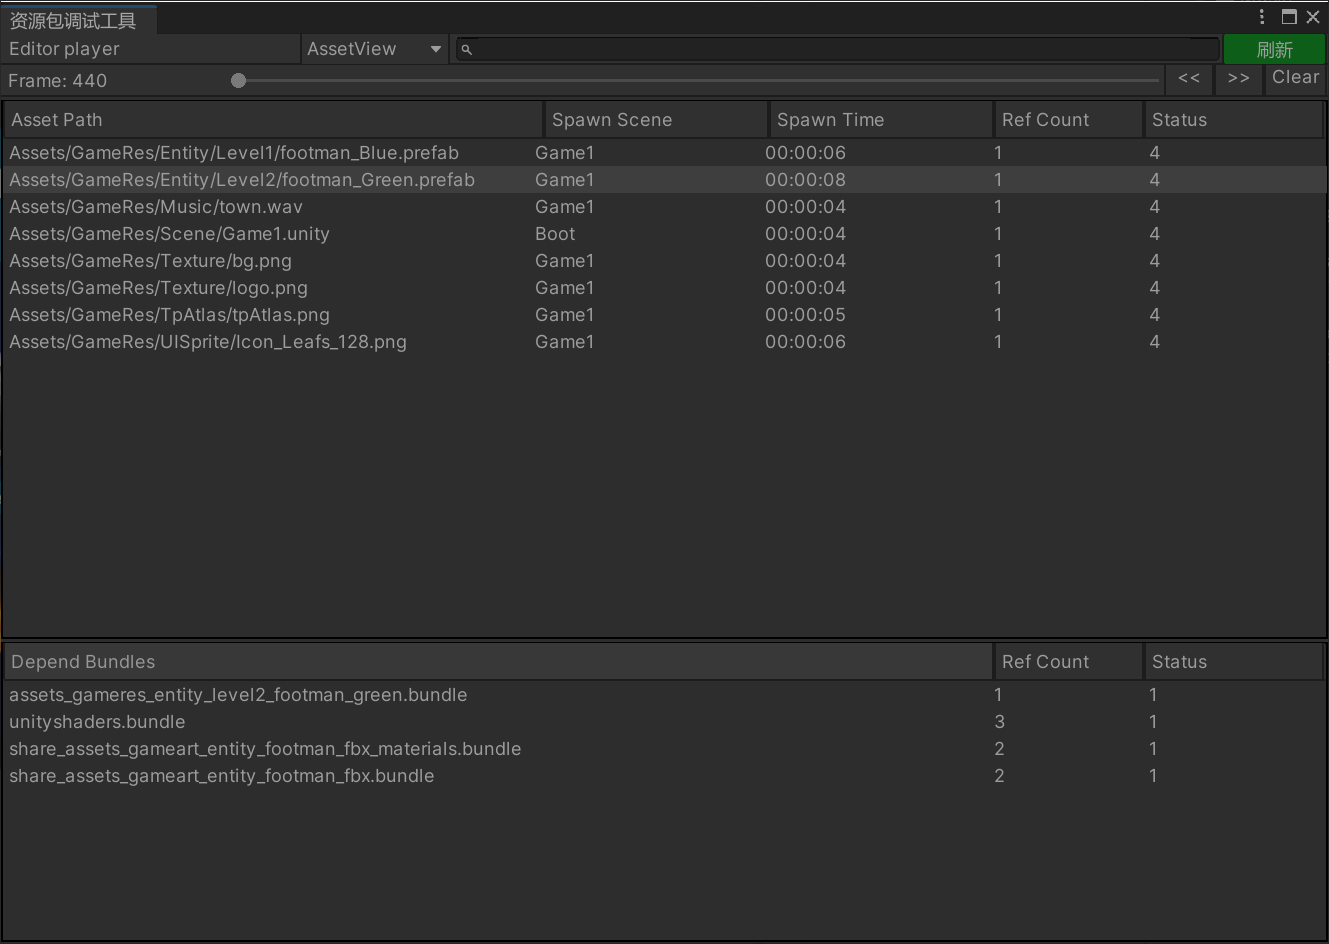 资源包调试工具
Editor player AssetView 刷新
Frame: 440 << >> Clear
Asset Path Spawn Scene Spawn Time Ref Count Status
Assets/GameRes/Entity/Level1/footman_Blue.prefab Game1 00:00:06 1 4
Assets/GameRes/Entity/Level2/footman_Green.prefab Game1 00:00:08 1 4
Assets/GameRes/Music/town.wav Game1 00:00:04 1 4
Assets/GameRes/Scene/Game1.unity Boot 00:00:04 1 4
Assets/GameRes/Texture/bg.png Game1 00:00:04 1 4
Assets/GameRes/Texture/logo.png Game1 00:00:04 1 4
Assets/GameRes/TpAtlas/tpAtlas.png Game1 00:00:05 1 4
Assets/GameRes/UISprite/Icon_Leafs_128.png Game1 00:00:06 1 4
Depend Bundles Ref Count Status
assets_gameres_entity_level2_footman_green.bundle 1 1
unityshaders.bundle 3 1
share_assets_gameart_entity_footman_fbx_materials.bundle 2 1
share_assets_gameart_entity_footman_fbx.bundle 2 1